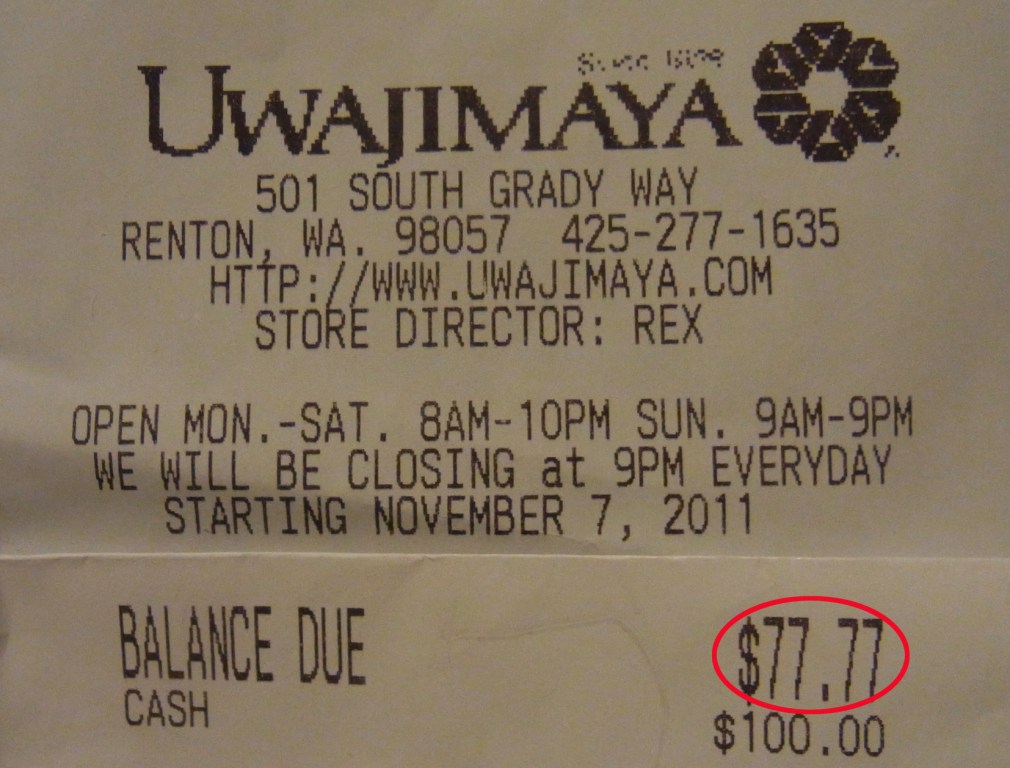 Since 1928
UWAJIMAYA
501 SOUTH GRADY WAY
RENTON, WA. 98057 425-277-1635
HTTP://WWW.UWAJIMAYA.COM
STORE DIRECTOR: REX
OPEN MON.-SAT. 8AM-10PM SUN. 9AM-9PM
WE WILL BE CLOSING at 9PM EVERYDAY
STARTING NOVEMBER 7, 2011
BALANCE DUE $77.77
CASH $100.00